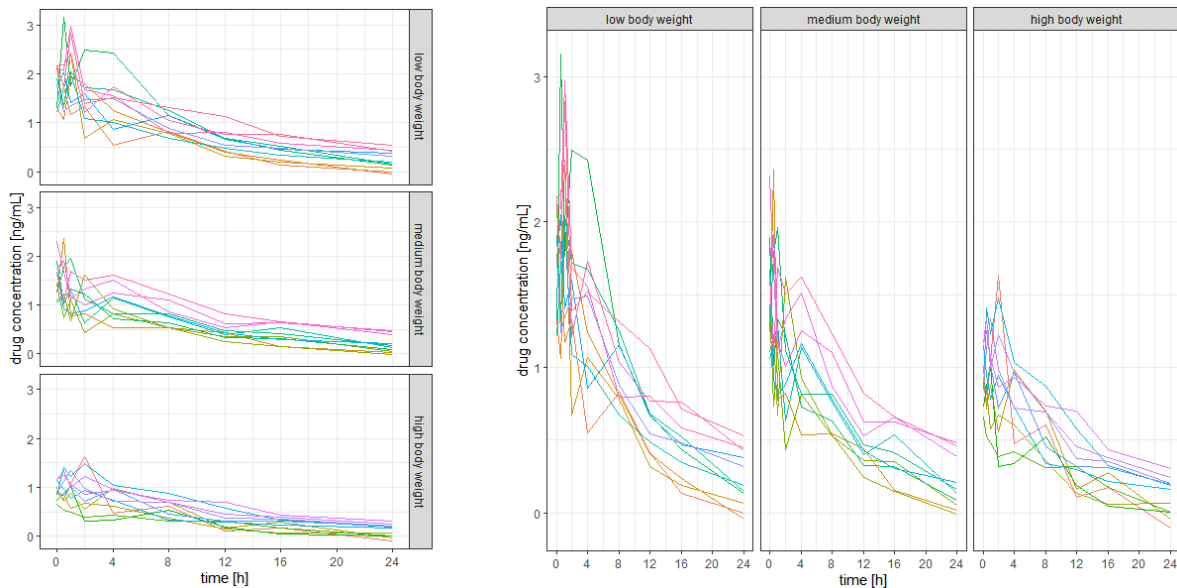 3
2
1
0
low body weight
3
2
1
0
medium body weight
3
2
1
0
high body weight
drug concentration [ng/mL]
0 4 8 12 16 20 24
time [h]
low body weight medium body weight high body weight
3
2
1
0
drug concentration [ng/mL]
0 4 8 12 16 20 24 0 4 8 12 16 20 24 0 4 8 12 16 20 24
time [h]